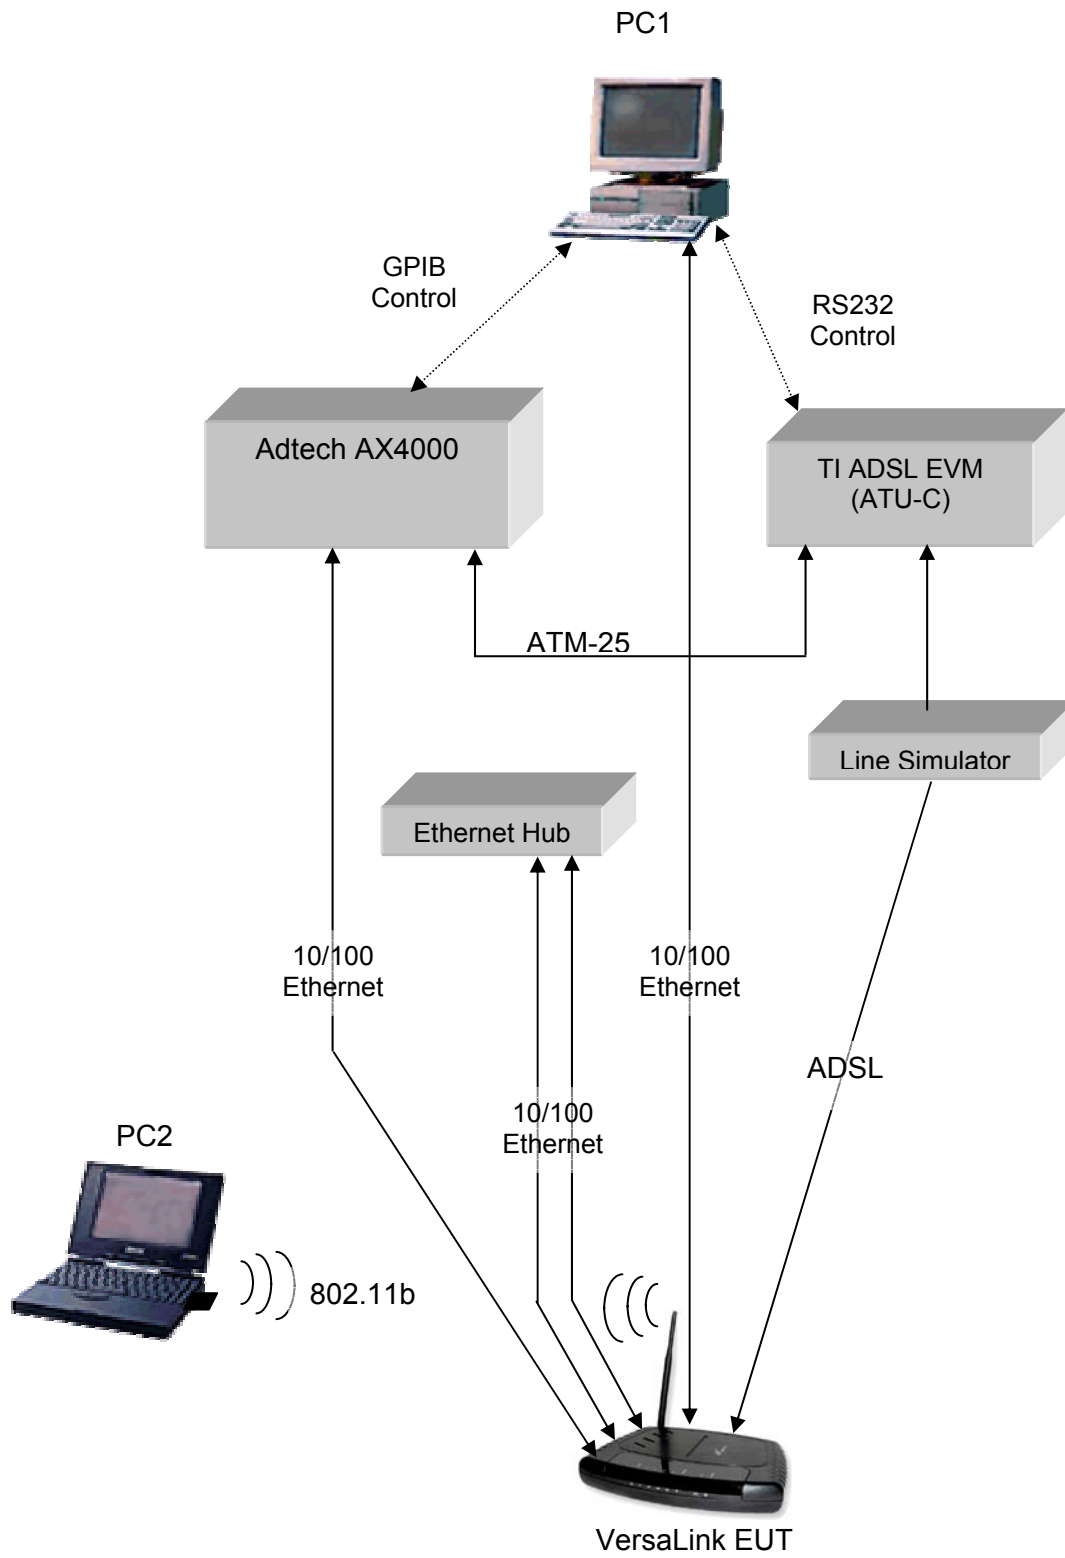 PC1
GPIB
Control
RS232
Control
Adtech AX4000
TI ADSL EVM
(ATU-C)
ATM-25
Line Simulator
Ethernet Hub
10/100
Ethernet
10/100
Ethernet
ADSL
10/100
Ethernet
PC2
802.11b
VersaLink EUT